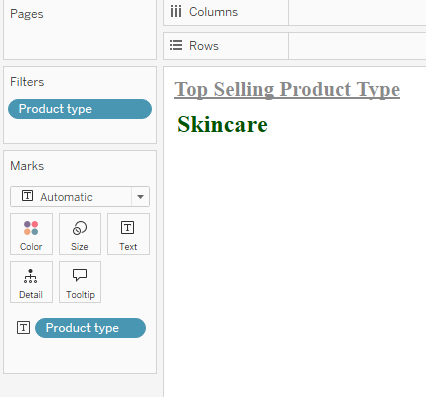 Pages
Columns
Rows
Filters
Product type
Marks
Automatic
Color
Size
Text
Detail
Tooltip
Product type
Top Selling Product Type
Skincare